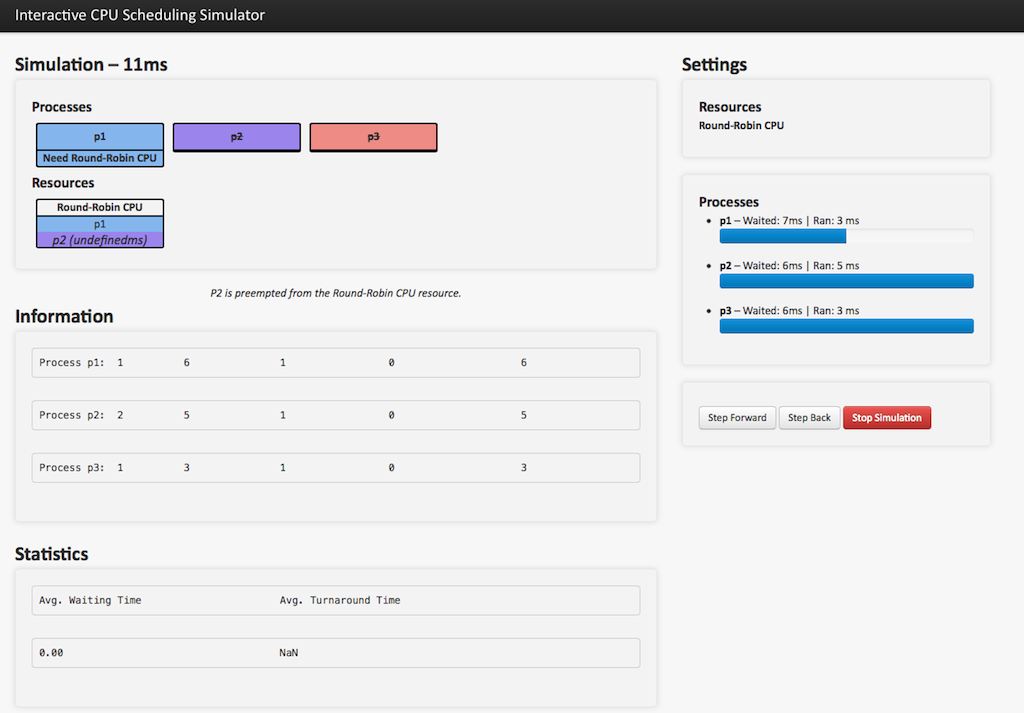 Interactive CPU Scheduling Simulator
Simulation – 11ms
Processes
p1
Need Round-Robin CPU
p2
p3
Resources
Round-Robin CPU
p1
p2 (undefinedms)
P2 is preempted from the Round-Robin CPU resource.
Information
Process p1: 1 6 1 0 6
Process p2: 2 5 1 0 5
Process p3: 1 3 1 0 3
Statistics
Avg. Waiting Time Avg. Turnaround Time
0.00 NaN
Settings
Resources
Round-Robin CPU
Processes
• p1 – Waited: 7ms | Ran: 3 ms
• p2 – Waited: 6ms | Ran: 5 ms
• p3 – Waited: 6ms | Ran: 3 ms
Step Forward Step Back Stop Simulation